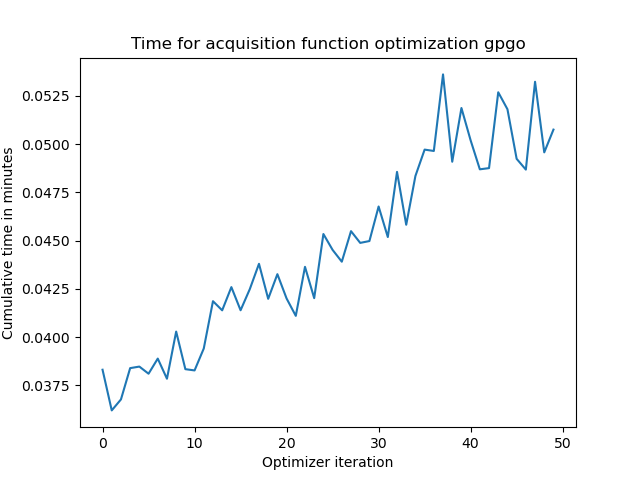 Time for acquisition function optimization gpgo
Cumulative time in minutes
0.0525
0.0500
0.0475
0.0450
0.0425
0.0400
0.0375
0 10 20 30 40 50
Optimizer iteration